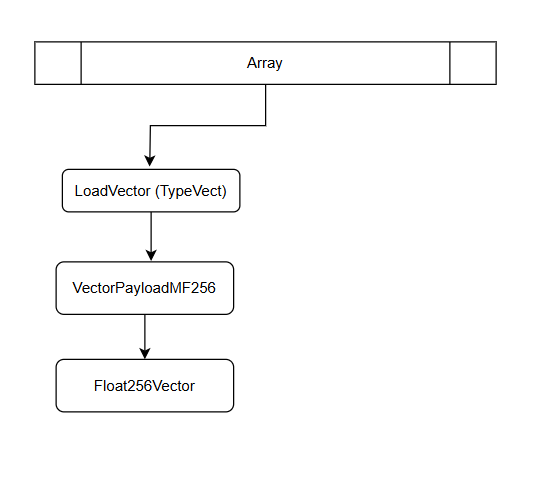 Array
LoadVector (TypeVect)
VectorPayloadMF256
Float256Vector